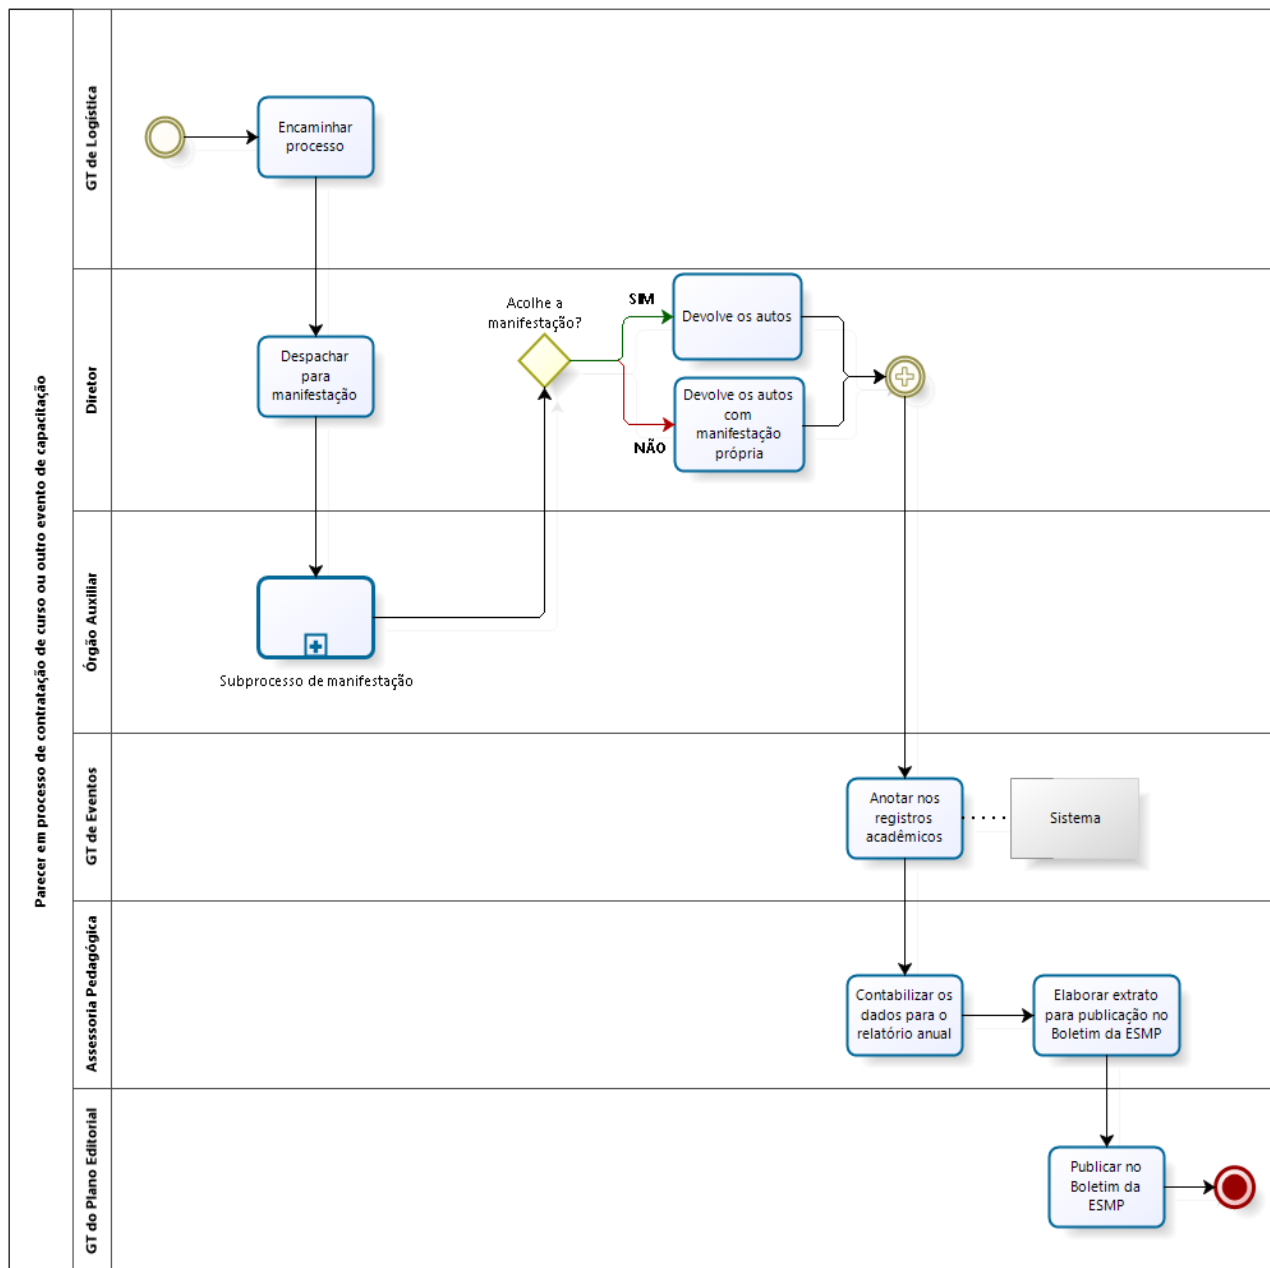 Parecer em processo de contratação de curso ou outro evento de capacitação
GT de Logística
Encaminhar
processo
Diretor
Despachar
para
manifestação
Acolhe a
manifestação?
SIM
Devolve os autos
NÃO
Devolve os autos
com
manifestação
própria
Órgão Auxiliar
Subprocesso de manifestação
GT de Eventos
Anotar nos
registros
acadêmicos
Sistema
Assessoria Pedagógica
Contabilizar os
dados para o
relatório anual
Elaborar extrato
para publicação no
Boletim da ESMP
GT do Plano Editorial
Publicar no
Boletim da
ESMP